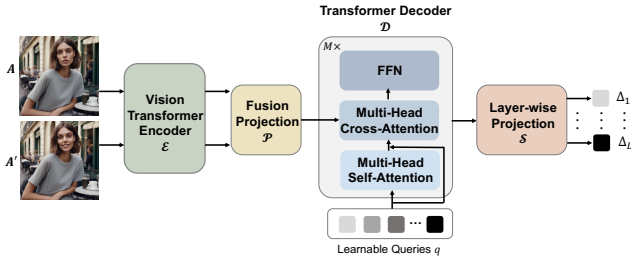 Transformer Decoder
𝒟
M×
A
A′
Vision
Transformer
Encoder
ℰ
Fusion
Projection
𝒫
FFN
Multi-Head
Cross-Attention
Multi-Head
Self-Attention
Layer-wise
Projection
𝒮
Δ₁
Δ_L
...
Learnable Queries q